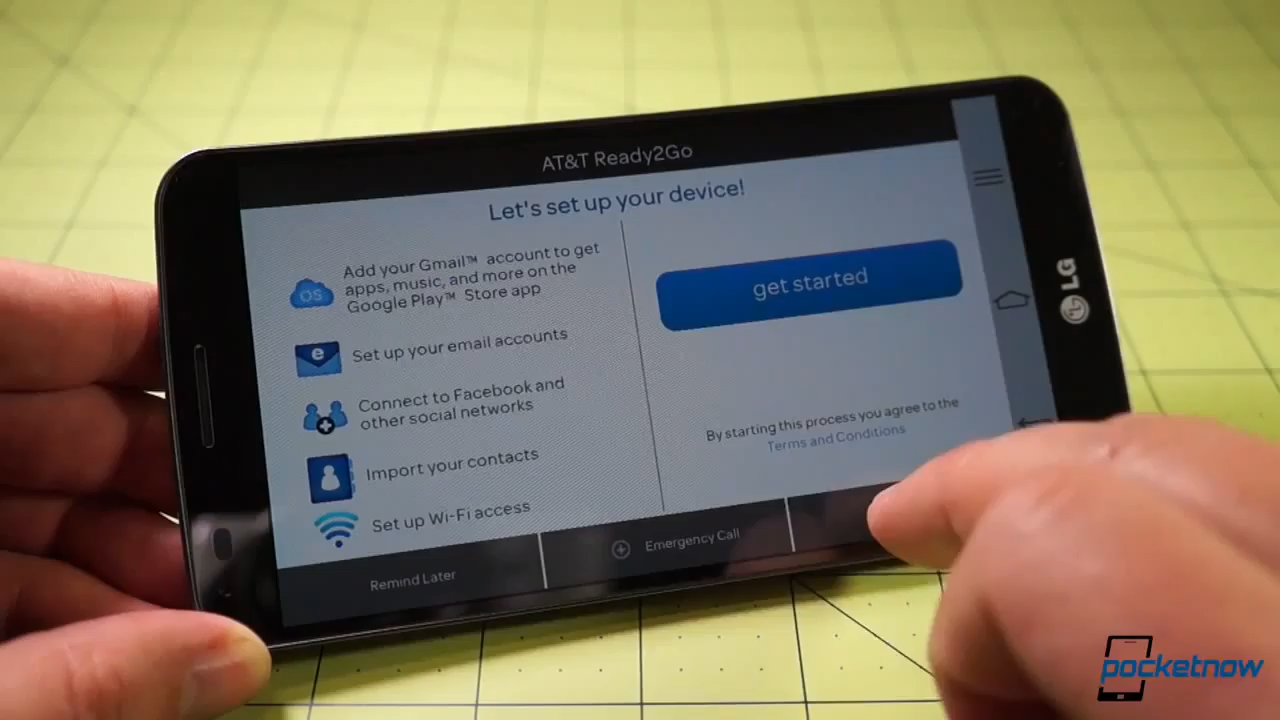 AT&T Ready2Go
Let's set up your device!
OS
Add your Gmail™ account to get
apps, music, and more on the
Google Play™ Store app
e
Set up your email accounts
Connect to Facebook and
other social networks
Import your contacts
Set up Wi-Fi access
get started
By starting this process you agree to the
Terms and Conditions
Remind Later
Emergency Call
LG
pocketnow